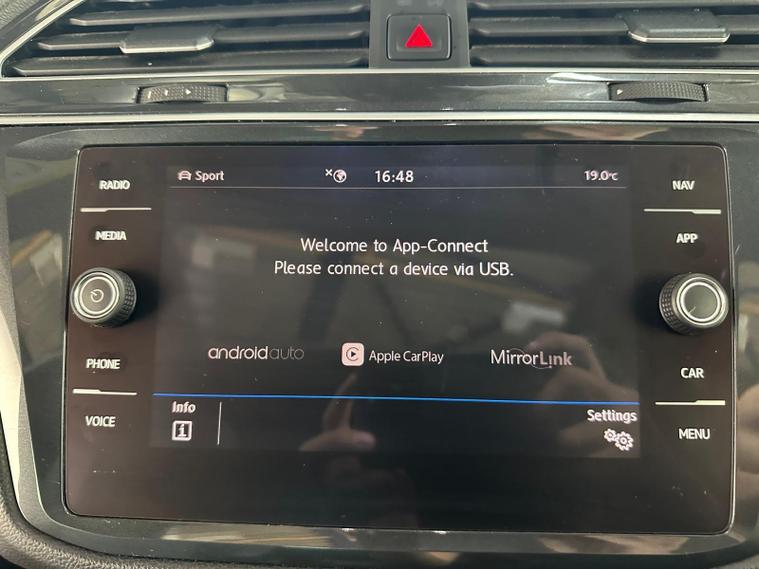 RADIO
MEDIA
PHONE
VOICE
Sport
16:48
19.0°C
Welcome to App-Connect
Please connect a device via USB.
androidauto
Apple CarPlay
MirrorLink
Info
i
Settings
NAV
APP
CAR
MENU